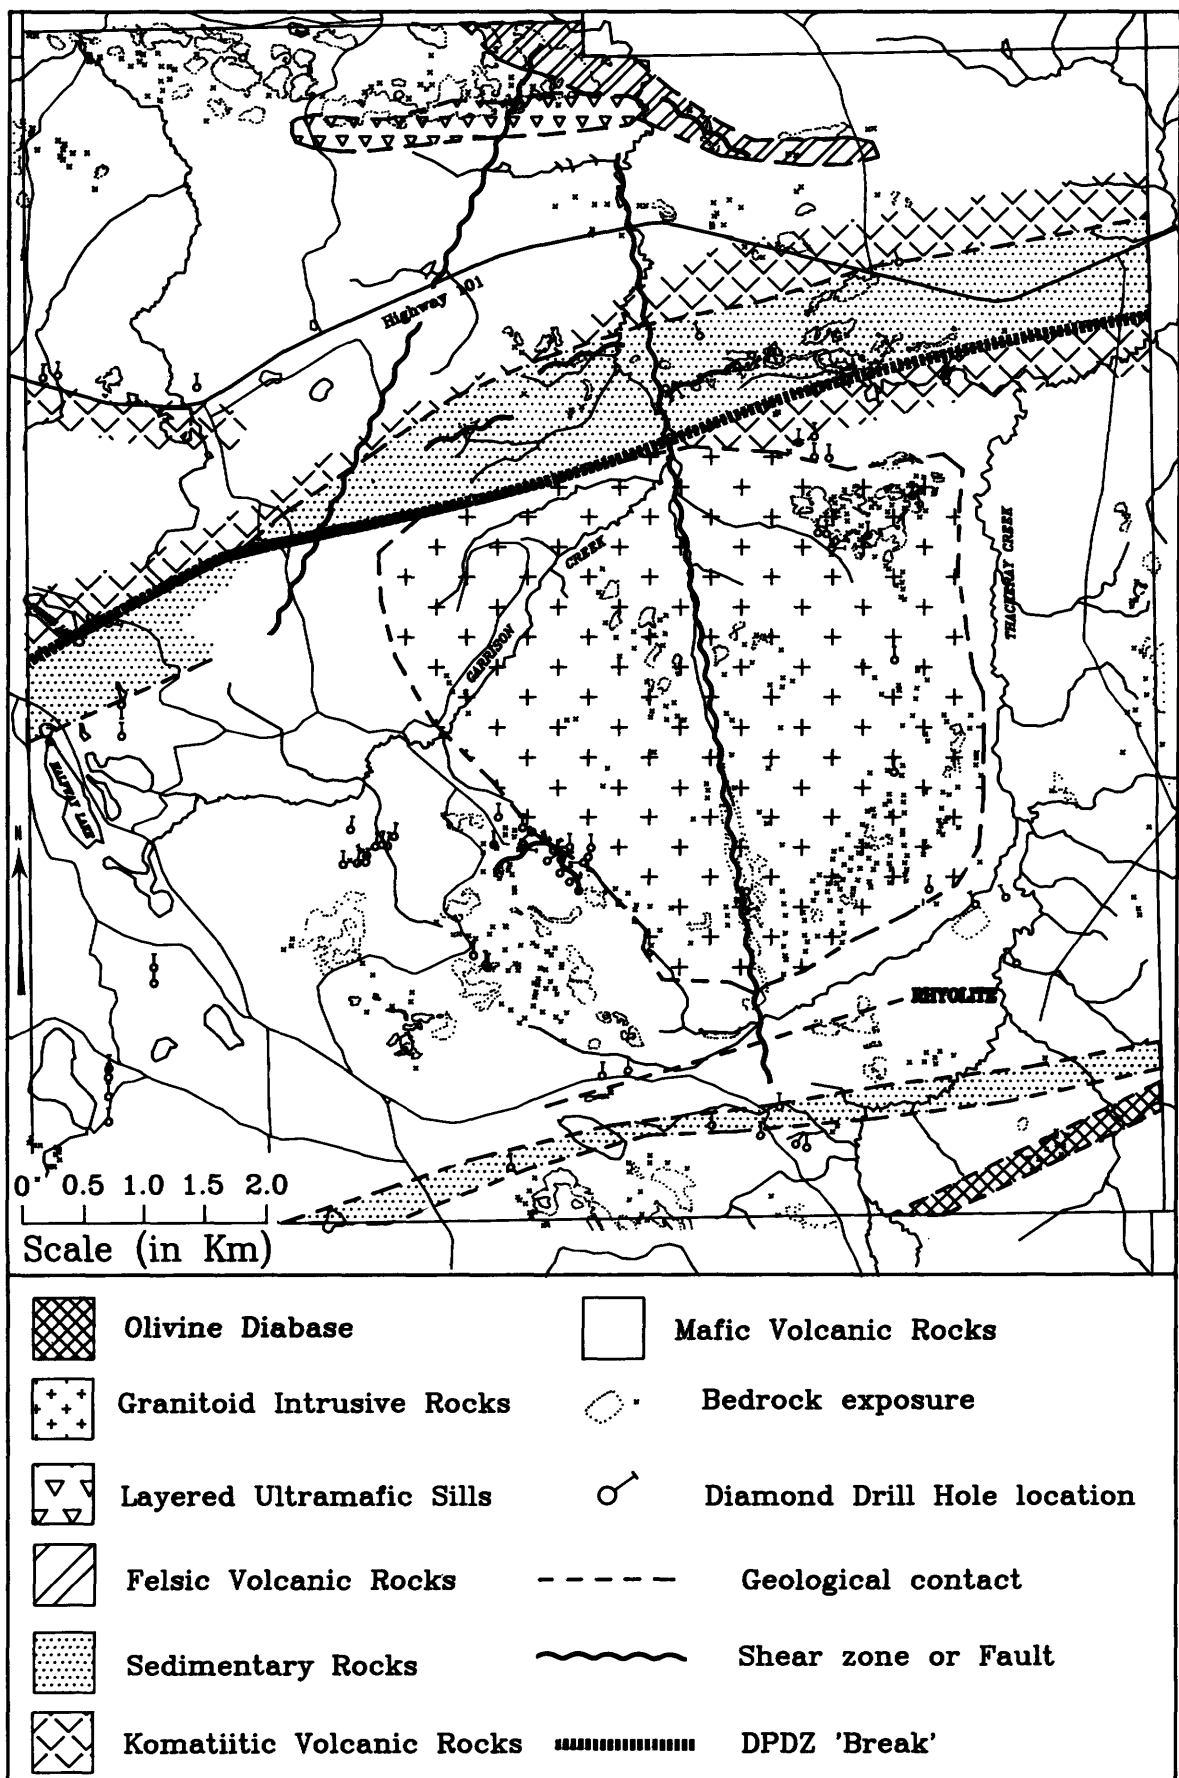 Highway 101
CREEK
GARRISON
THACKERAY CREEK
HALFWAY LAKE
N
RHYOLITE
0 0.5 1.0 1.5 2.0
Scale (in Km)
Olivine Diabase
Mafic Volcanic Rocks
Granitoid Intrusive Rocks
Bedrock exposure
Layered Ultramafic Sills
Diamond Drill Hole location
Felsic Volcanic Rocks
Geological contact
Sedimentary Rocks
Shear zone or Fault
Komatiitic Volcanic Rocks
DPDZ 'Break'